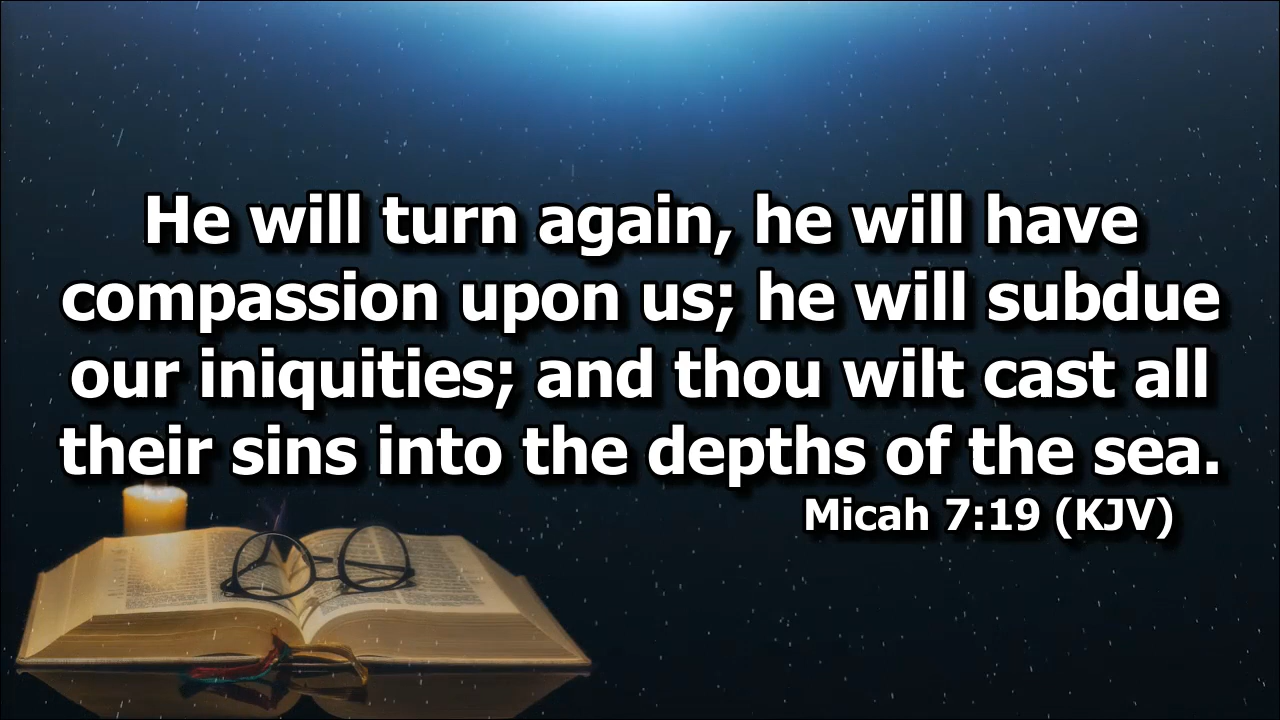 He will turn again, he will have
compassion upon us; he will subdue
our iniquities; and thou wilt cast all
their sins into the depths of the sea.
Micah 7:19 (KJV)